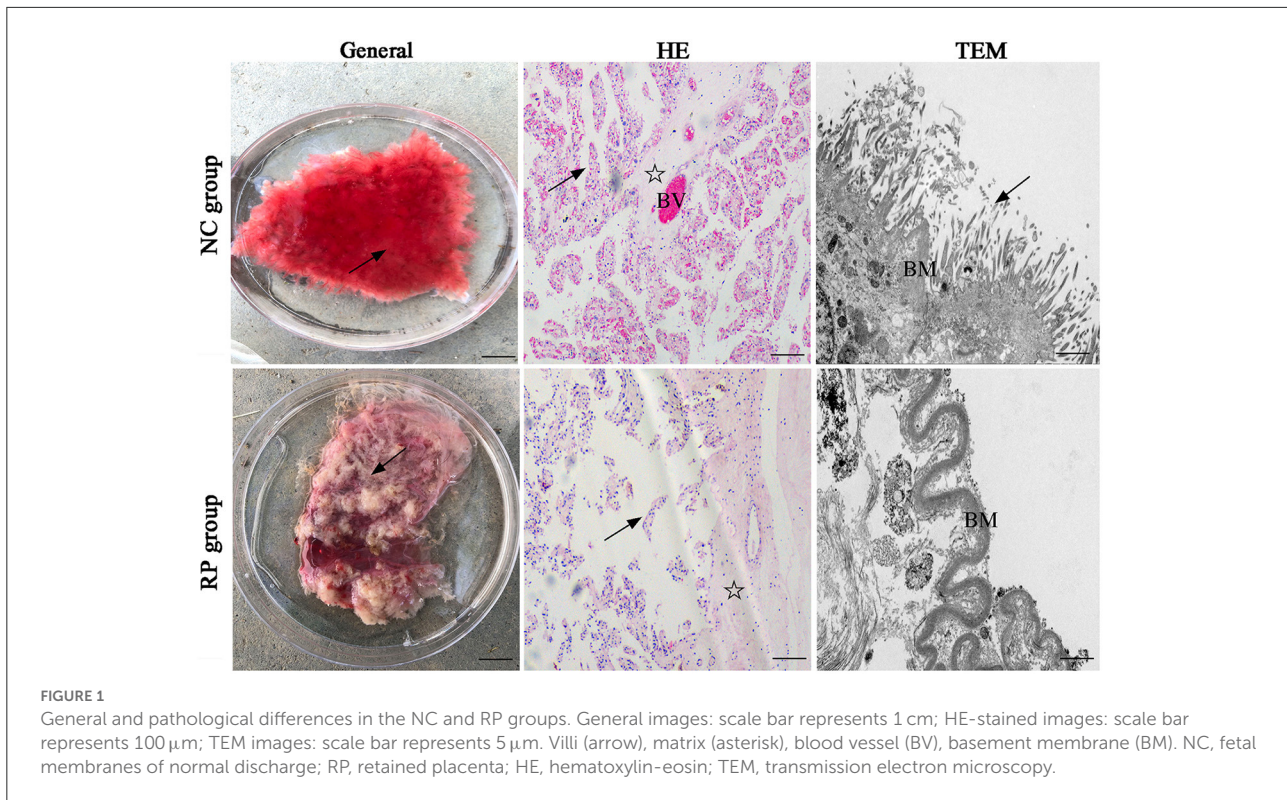 General HE TEM
NC group
BV
BM
RP group
BM
FIGURE 1
General and pathological differences in the NC and RP groups. General images: scale bar represents 1 cm; HE-stained images: scale bar
represents 100 μm; TEM images: scale bar represents 5 μm. Villi (arrow), matrix (asterisk), blood vessel (BV), basement membrane (BM). NC, fetal
membranes of normal discharge; RP, retained placenta; HE, hematoxylin-eosin; TEM, transmission electron microscopy.